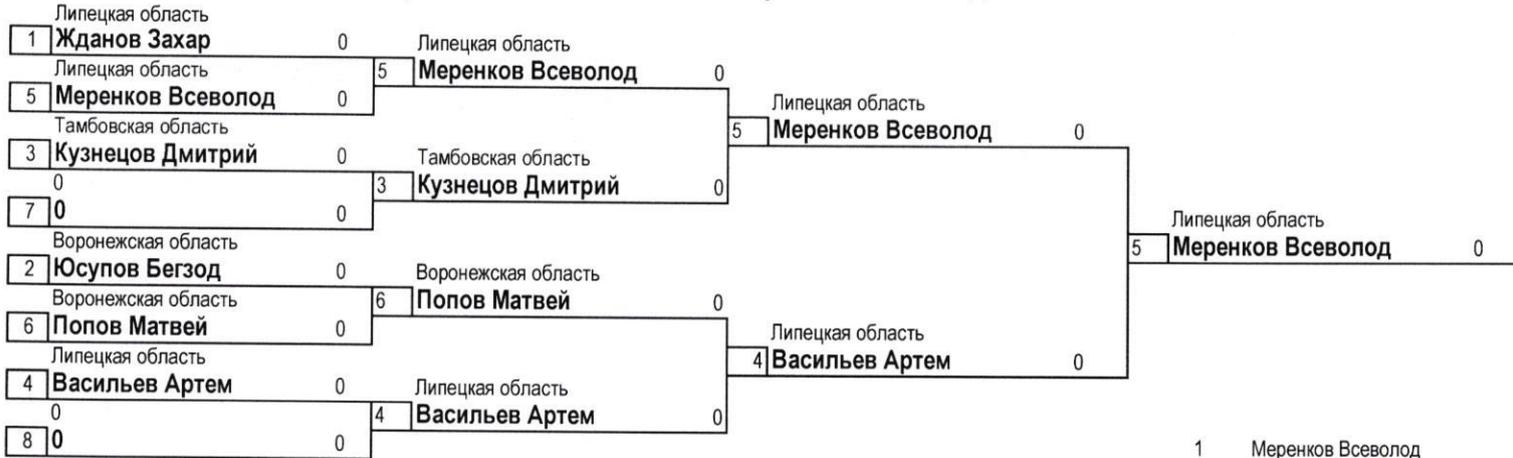 Липецкая область
1 Жданов Захар 0
Липецкая область
5 Меренков Всеволод 0
Тамбовская область
3 Кузнецов Дмитрий 0
0
7 0 0
Воронежская область
2 Юсупов Бегзод 0
Воронежская область
6 Попов Матвей 0
Липецкая область
4 Васильев Артем 0
0
8 0 0
Липецкая область
5 Меренков Всеволод 0
Тамбовская область
3 Кузнецов Дмитрий 0
Воронежская область
6 Попов Матвей 0
Липецкая область
4 Васильев Артем 0
Липецкая область
5 Меренков Всеволод 0
Липецкая область
4 Васильев Артем 0
Липецкая область
5 Меренков Всеволод 0
1 Меренков Всеволод